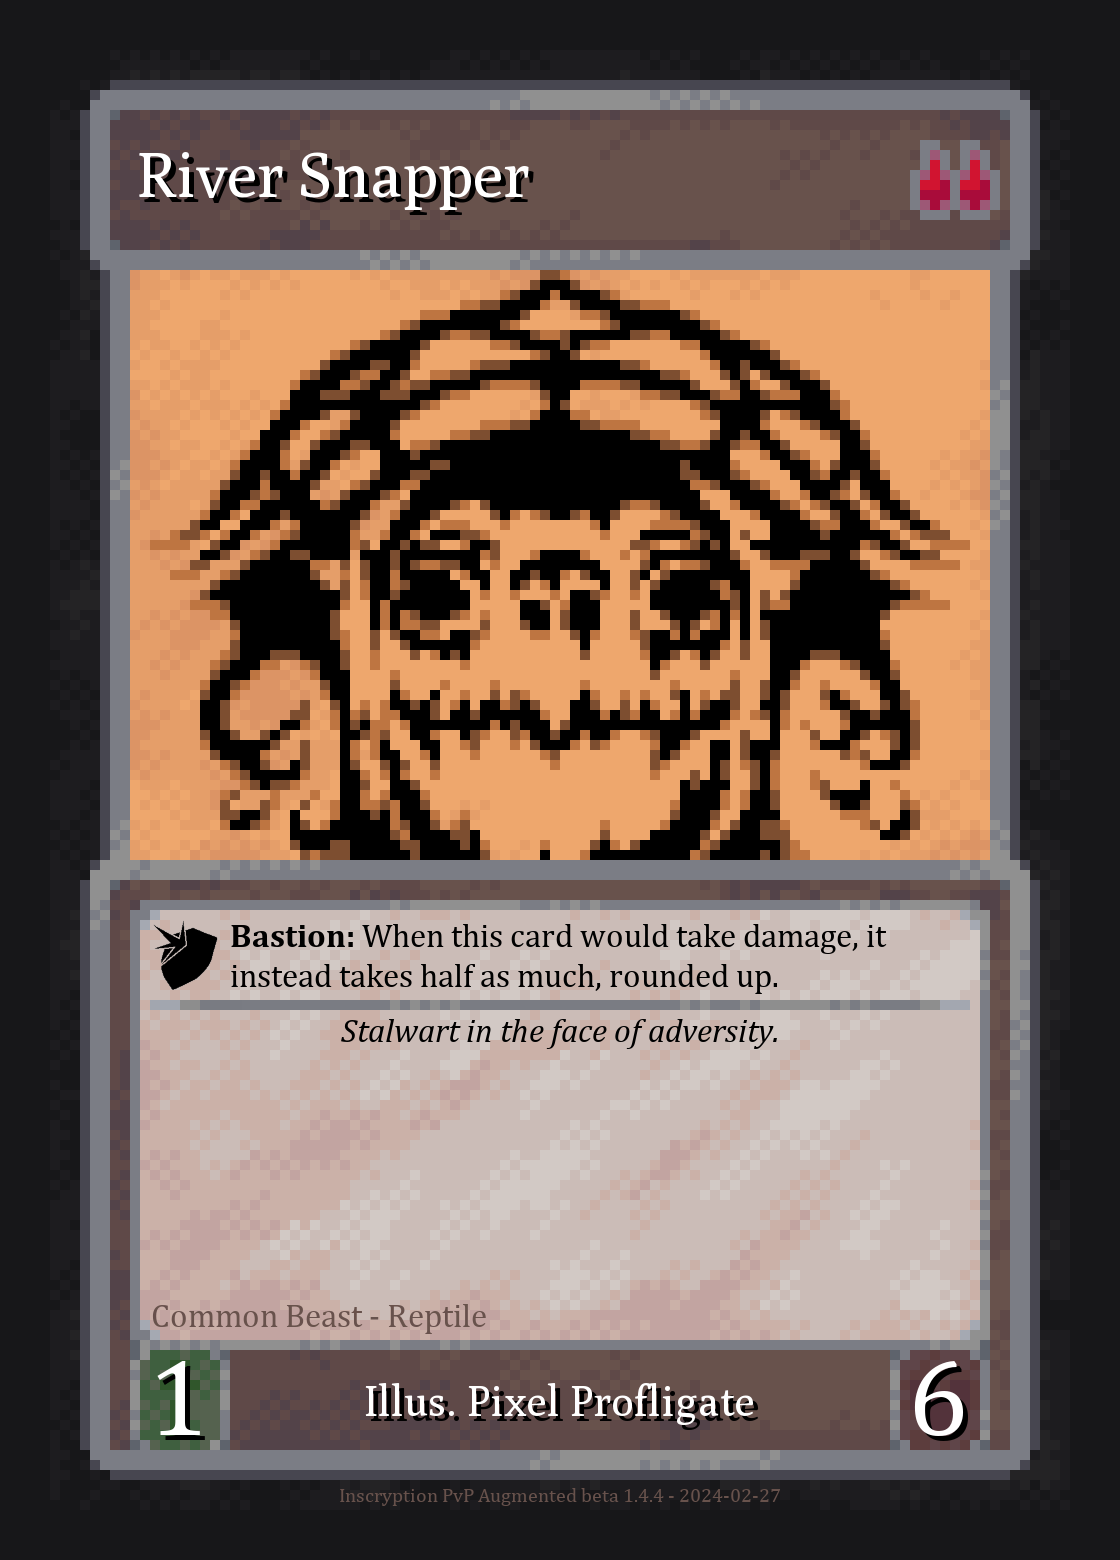 River Snapper
Bastion: When this card would take damage, it
instead takes half as much, rounded up.
Stalwart in the face of adversity.
Common Beast - Reptile
1
Illus. Pixel Profligate
6
Inscryption PvP Augmented beta 1.4.4 - 2024-02-27